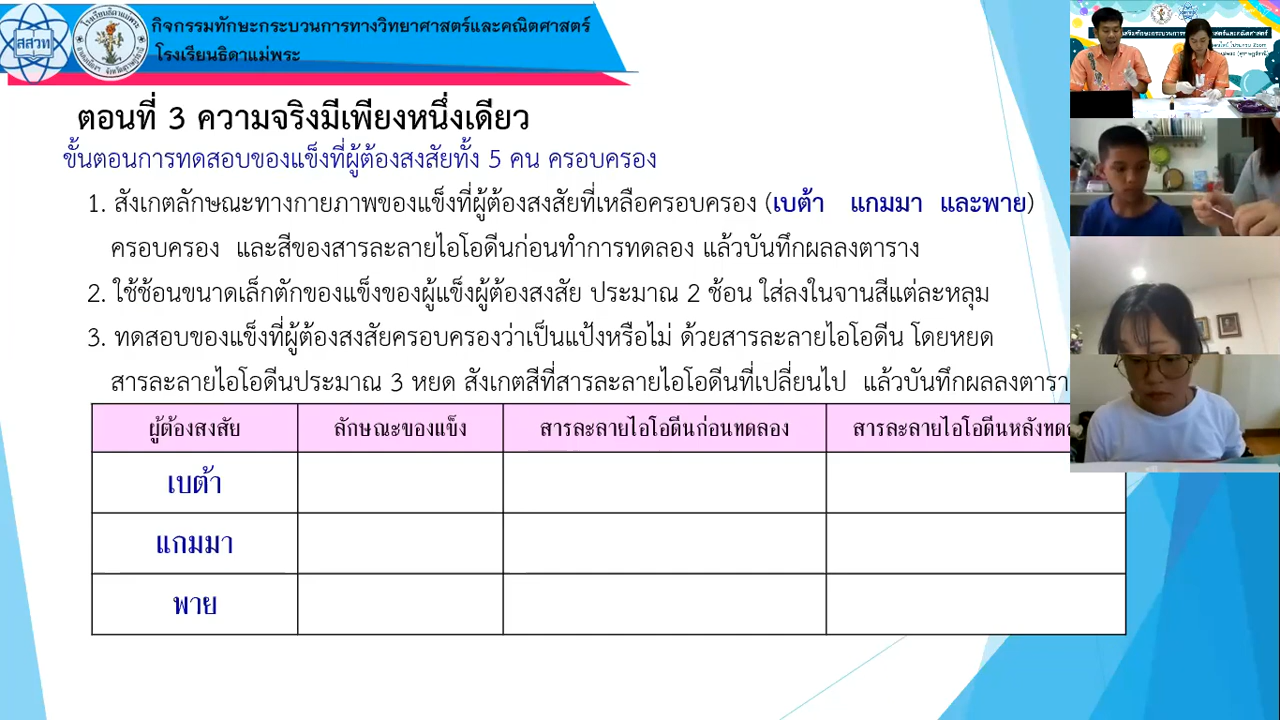 สสวท
กิจกรรมทักษะกระบวนการทางวิทยาศาสตร์และคณิตศาสตร์
โรงเรียนธิดาแม่พระ
ตอนที่ 3 ความจริงมีเพียงหนึ่งเดียว
ขั้นตอนการทดสอบของแข็งที่ผู้ต้องสงสัยทั้ง 5 คน ครอบครอง
1. สังเกตลักษณะทางกายภาพของแข็งที่ผู้ต้องสงสัยที่เหลือครอบครอง (เบต้า แกมมา และพาย)
ครอบครอง และสีของสารละลายไอโอดีนก่อนทำการทดลอง แล้วบันทึกผลลงตาราง
2. ใช้ช้อนขนาดเล็กตักของแข็งของผู้แข็งผู้ต้องสงสัย ประมาณ 2 ช้อน ใส่ลงในจานสีแต่ละหลุม
3. ทดสอบของแข็งที่ผู้ต้องสงสัยครอบครองว่าเป็นแป้งหรือไม่ ด้วยสารละลายไอโอดีน โดยหยด
สารละลายไอโอดีนประมาณ 3 หยด สังเกตสีที่สารละลายไอโอดีนที่เปลี่ยนไป แล้วบันทึกผลลงตารา
ผู้ต้องสงสัย ลักษณะของแข็ง สารละลายไอโอดีนก่อนทดลอง สารละลายไอโอดีนหลังทด
เบต้า
แกมมา
พาย